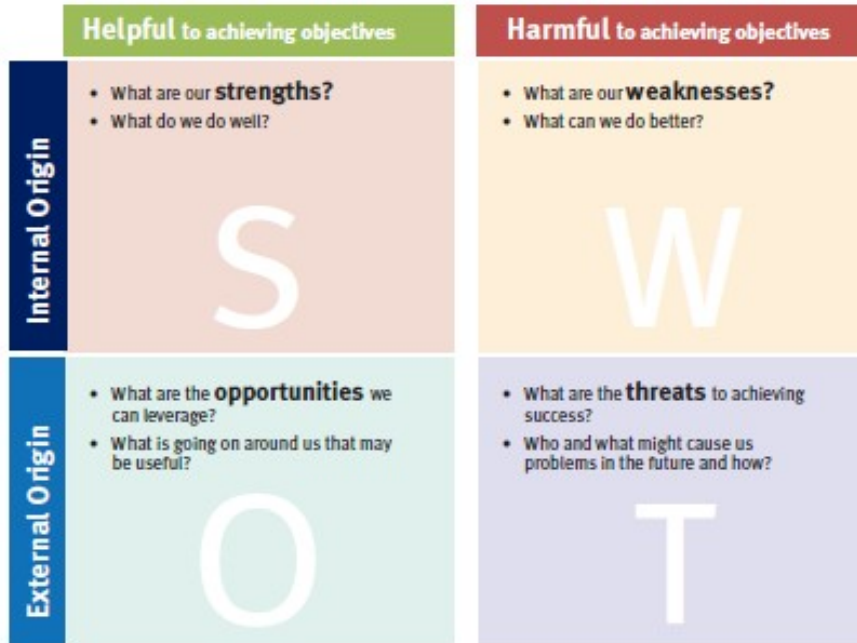 Helpful to achieving objectives
Harmful to achieving objectives
Internal Origin
• What are our strengths?
• What do we do well?
S
• What are our weaknesses?
• What can we do better?
W
External Origin
• What are the opportunities we
can leverage?
• What is going on around us that may
be useful?
O
• What are the threats to achieving
success?
• Who and what might cause us
problems in the future and how?
T